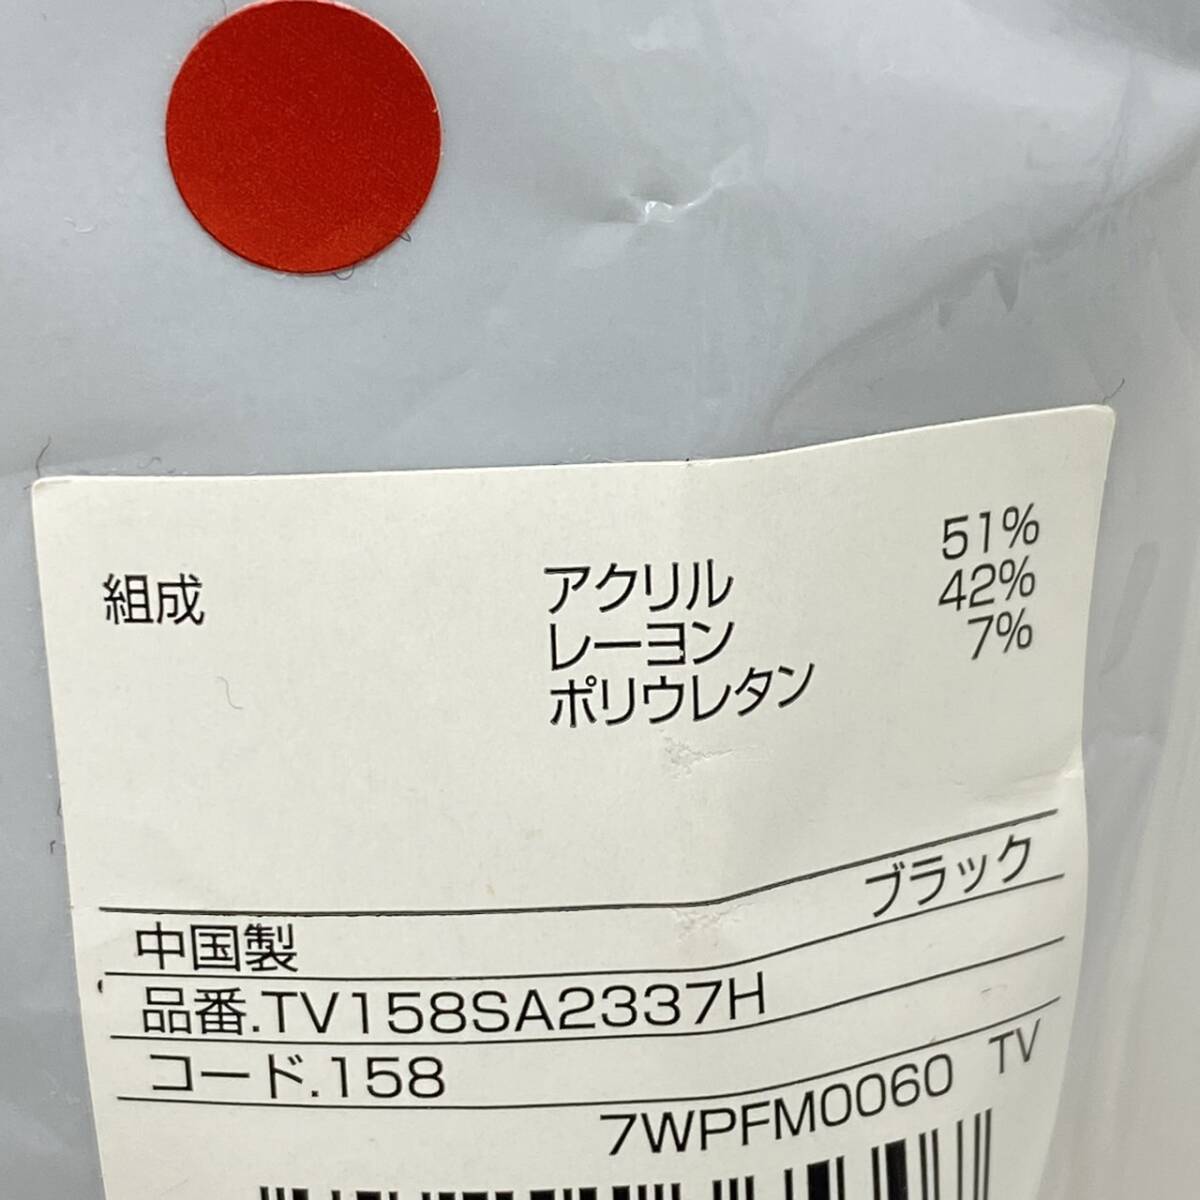 組成 アクリル 51%
レーヨン 42%
ポリウレタン 7%
ブラック
中国製
品番.TV158SA2337H
コード.158
7WPFM0060 TV